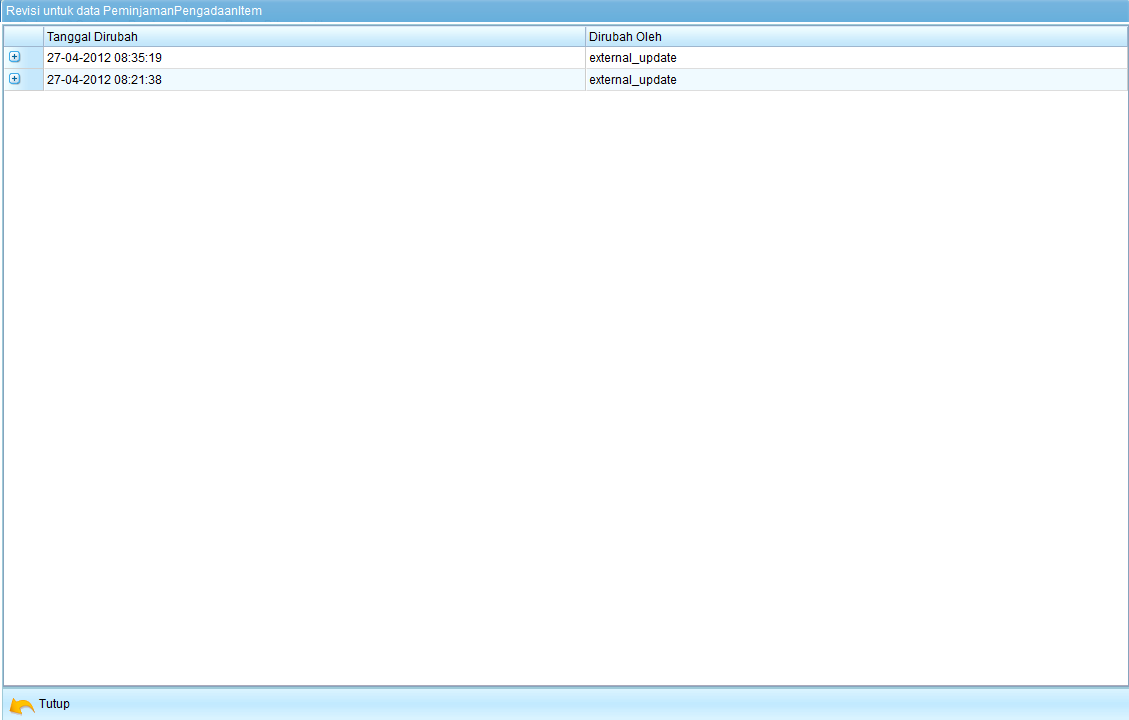 Revisi untuk data PeminjamanPengadaanItem
Tanggal Dirubah Dirubah Oleh
27-04-2012 08:35:19 external_update
27-04-2012 08:21:38 external_update
Tutup